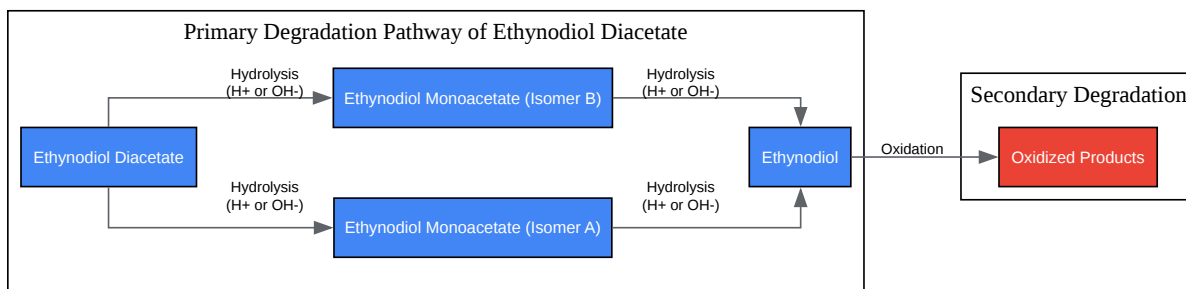 Primary Degradation Pathway of Ethynodiol Diacetate
Hydrolysis
(H+ or OH-)
Ethynodiol Monoacetate (Isomer B)
Hydrolysis
(H+ or OH-)
Ethynodiol Diacetate
Hydrolysis
(H+ or OH-)
Ethynodiol Monoacetate (Isomer A)
Hydrolysis
(H+ or OH-)
Ethynodiol
Oxidation
Secondary Degradation
Oxidized Products